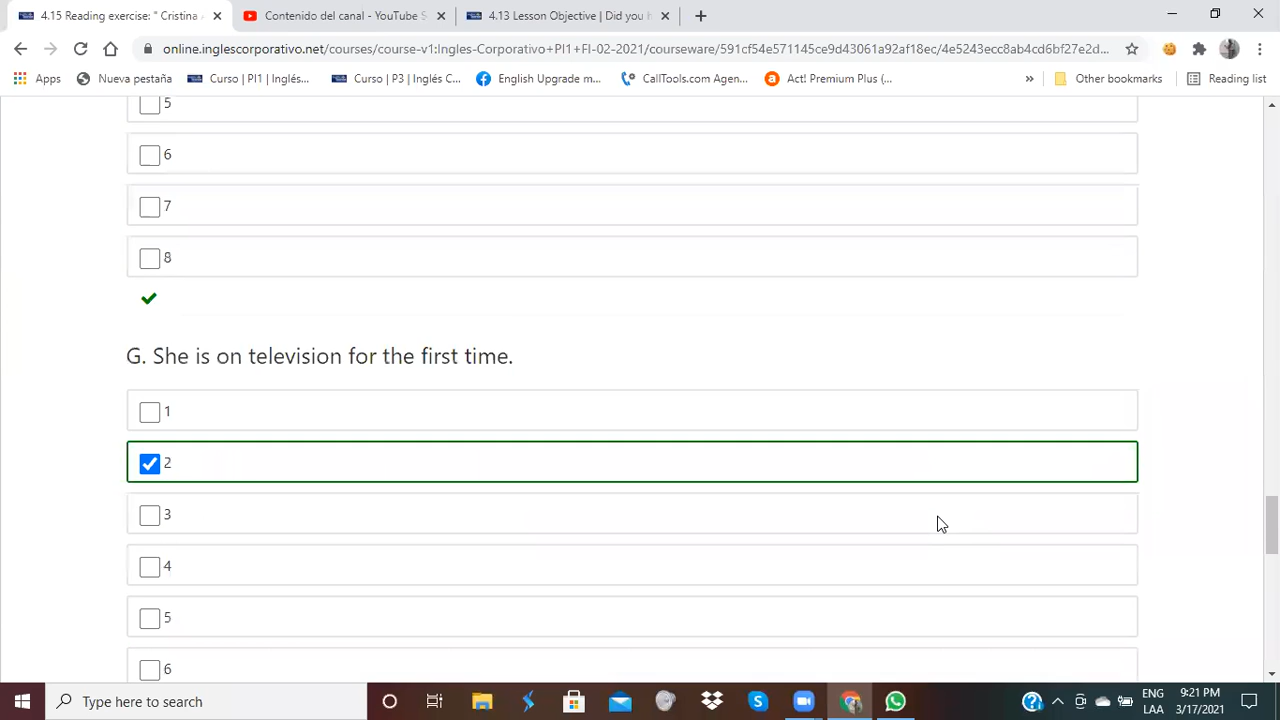 4.15 Reading exercise: " Cristina
Contenido del canal - YouTube S
4.13 Lesson Objective | Did you h
online.inglescorporativo.net/courses/course-v1:Ingles-Corporativo+PI1+FI-02-2021/courseware/591cf54e571145ce9d43061a92af18ec/4e5243ecc8ab4cd6bf27e2d...
Apps
Nueva pestaña
Curso | PI1 | Inglés...
Curso | P3 | Inglés C...
English Upgrade m...
CallTools.com Agen...
Act! Premium Plus (...
»
Other bookmarks
Reading list
5
6
7
8
G. She is on television for the first time.
1
2
3
4
5
6
Type here to search
ENG
LAA
9:21 PM
3/17/2021